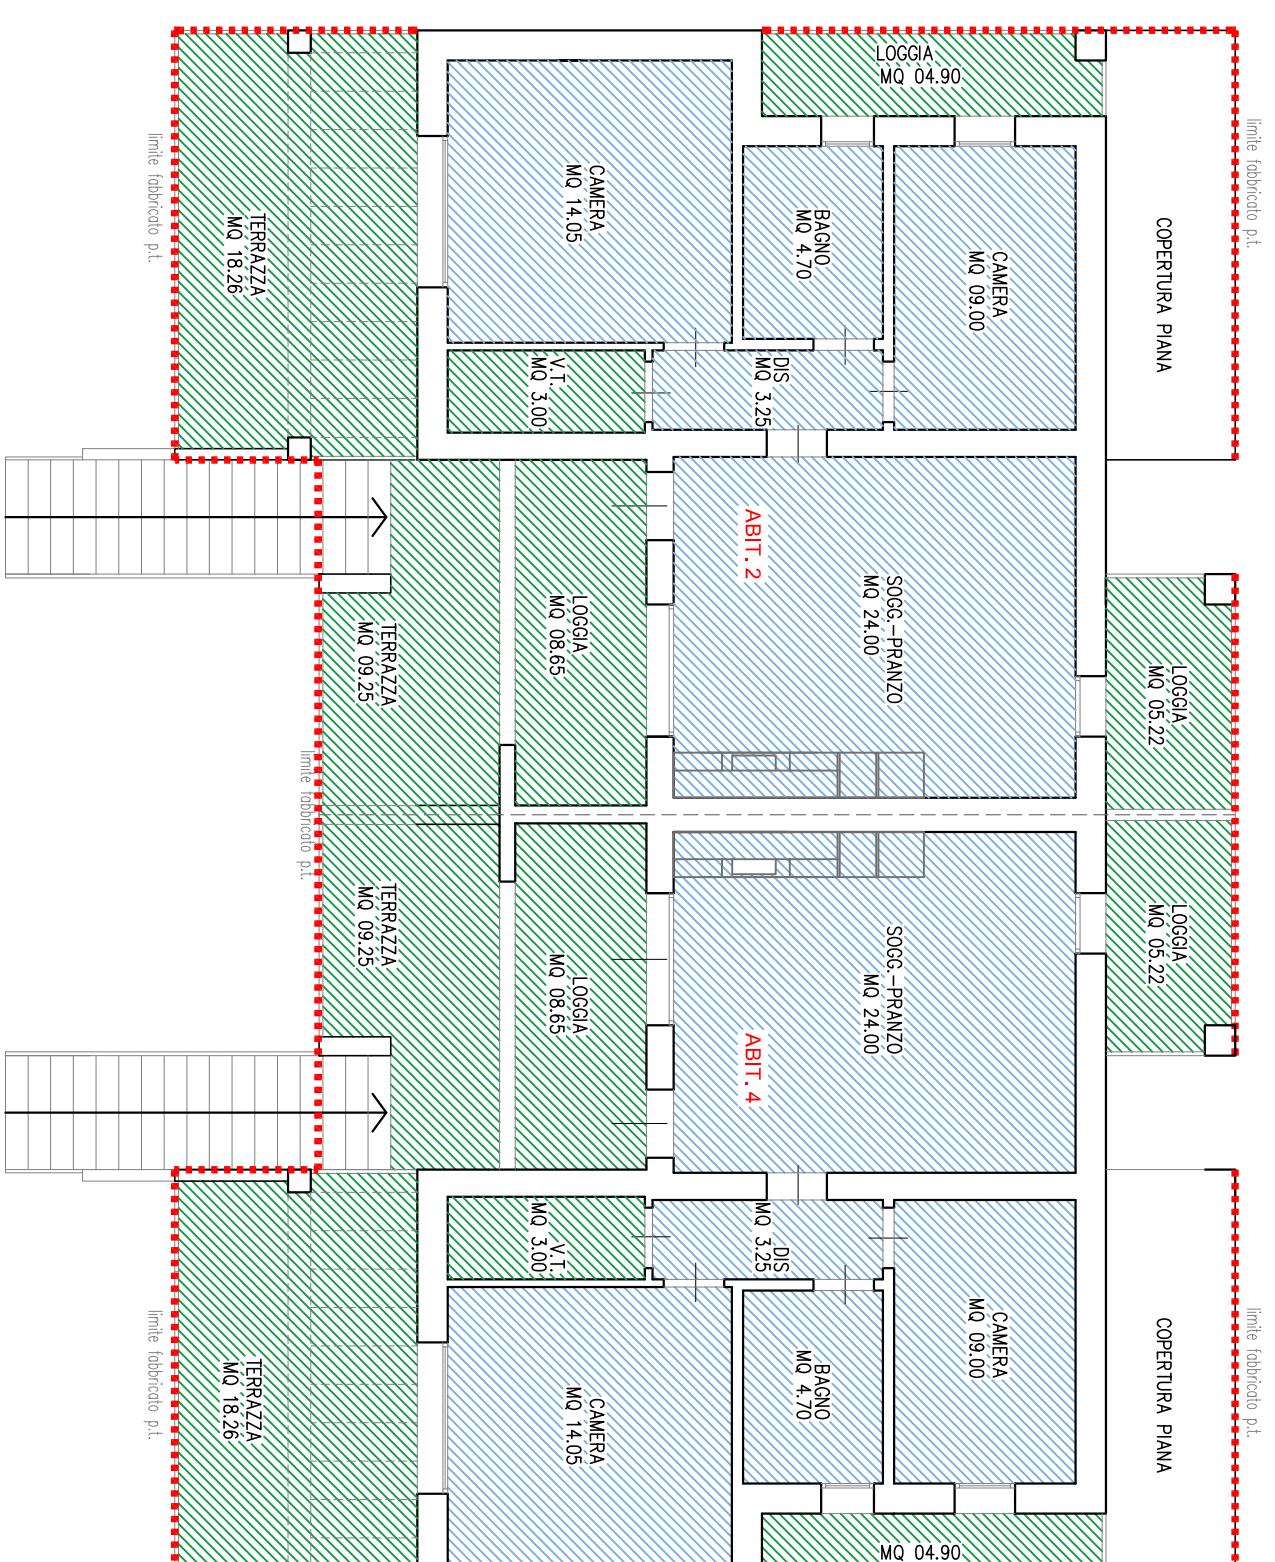 LOGGIA
MQ 04.90
limite fabbricato p.t.
limite fabbricato p.t.
COPERTURA PIANA
CAMERA
MQ 14.05
BAGNO
MQ 4.70
CAMERA
MQ 09.00
TERRAZZA
MQ 18.26
V.T.
MQ 3.00
DIS
MQ 3.25
ABIT. 2
SOGG.-PRANZO
MQ 24.00
LOGGIA
MQ 08.65
TERRAZZA
MQ 09.25
LOGGIA
MQ 05.22
limite fabbricato p.t.
TERRAZZA
MQ 09.25
LOGGIA
MQ 08.65
SOGG.-PRANZO
MQ 24.00
LOGGIA
MQ 05.22
ABIT. 4
V.T.
MQ 3.00
DIS
MQ 3.25
CAMERA
MQ 09.00
BAGNO
MQ 4.70
CAMERA
MQ 14.05
TERRAZZA
MQ 18.26
COPERTURA PIANA
limite fabbricato p.t.
limite fabbricato p.t.
MQ 04.90